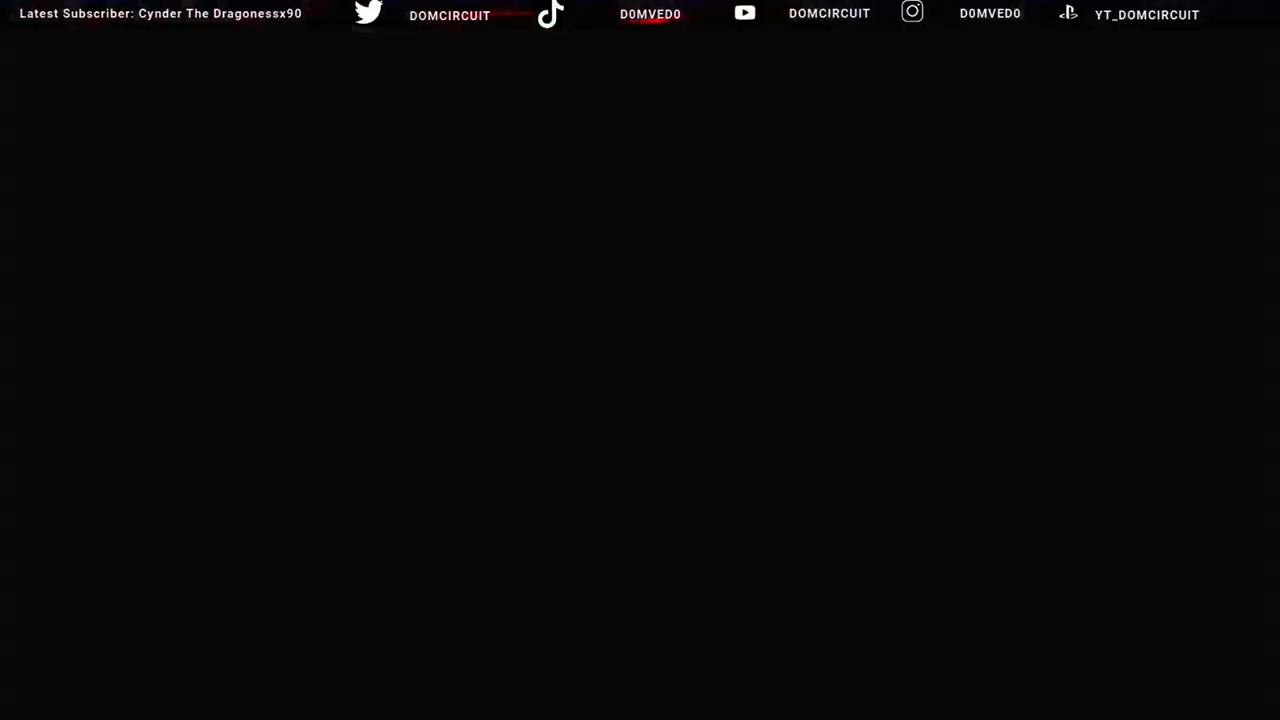 Latest Subscriber: Cynder The Dragonessx90 DOMCIRCUIT D0MVED0 DOMCIRCUIT D0MVED0 YT_DOMCIRCUIT